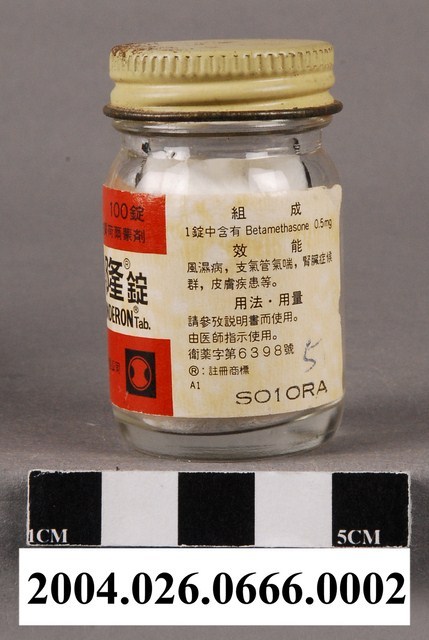 100錠
隆®錠
DERON® Tab.
組 成
1錠中含有 Betamethasone 0.5mg
效 能
風濕病，支氣管氣喘，腎臟症候
群，皮膚疾患等。
用法・用量
請參攷説明書而使用。
由医師指示使用。
衛薬字第6398號
5
®：註冊商標
A1
SO1ORA
1CM
5CM
2004.026.0666.0002